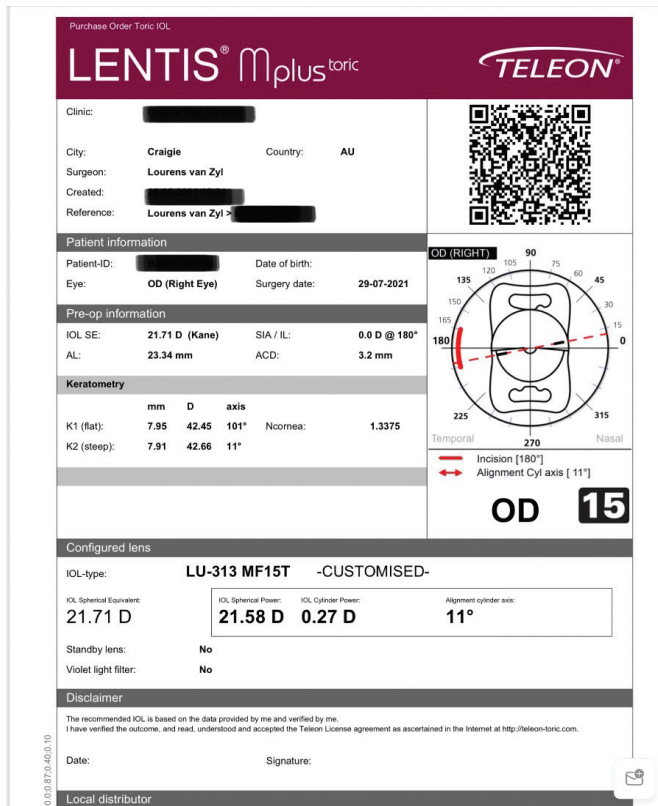 Purchase Order Toric IOL
LENTIS® Mplus toric
TELEON®
Clinic:
City: Craigie Country: AU
Surgeon: Lourens van Zyl
Created:
Reference: Lourens van Zyl >
Patient information
Patient-ID: Date of birth:
Eye: OD (Right Eye) Surgery date: 29-07-2021
Pre-op information
IOL SE: 21.71 D (Kane) SIA / IL: 0.0 D @ 180°
AL: 23.34 mm ACD: 3.2 mm
Keratometry
mm D axis
K1 (flat): 7.95 42.45 101° Ncornea: 1.3375
K2 (steep): 7.91 42.66 11°
OD (RIGHT)
90
105 75
120 60
135 45
150 30
165 15
180 0
225 315
Temporal 270 Nasal
Incision [180°]
Alignment Cyl axis [ 11°]
OD 15
Configured lens
IOL-type: LU-313 MF15T -CUSTOMISED-
IOL Spherical Equivalent: IOL Spherical Power: IOL Cylinder Power: Alignment cylinder axis:
21.71 D 21.58 D 0.27 D 11°
Standby lens: No
Violet light filter: No
Disclaimer
The recommended IOL is based on the data provided by me and verified by me.
I have verified the outcome, and read, understood and accepted the Teleon License agreement as ascertained in the Internet at http://teleon-toric.com.
Date: Signature:
Local distributor
0.0;0.87;0.40;0.10